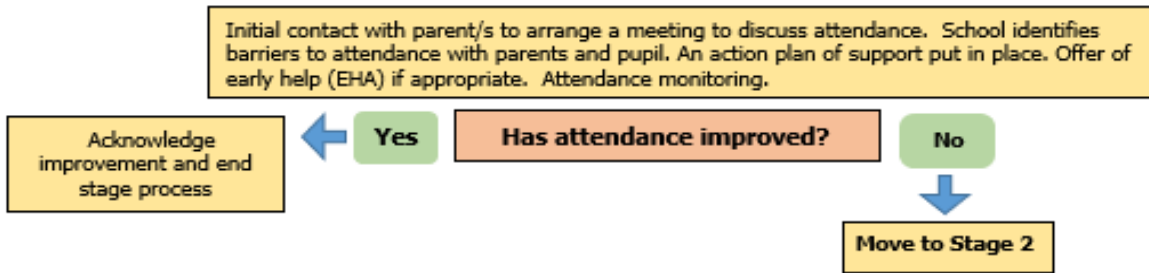 Initial contact with parent/s to arrange a meeting to discuss attendance.  School identifies
barriers to attendance with parents and pupil. An action plan of support put in place. Offer of
early help (EHA) if appropriate.  Attendance monitoring.
Acknowledge
improvement and end
stage process
Yes
Has attendance improved?
No
Move to Stage 2